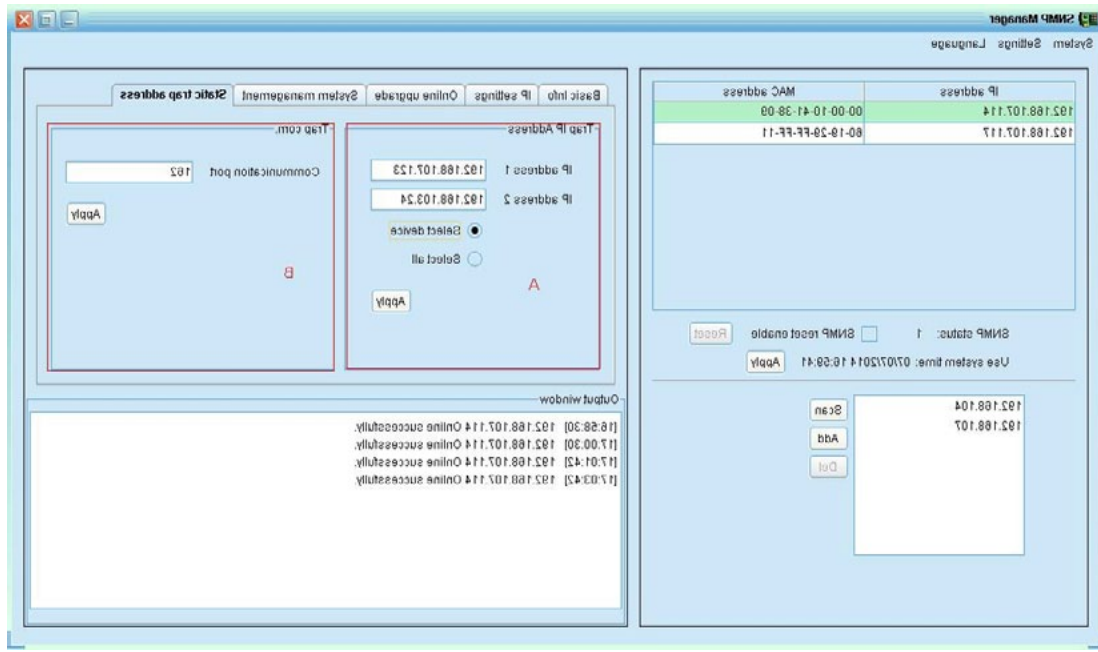 SNMP Manager
System Settings Language
IP address MAC address
192.168.107.114 00-00-10-41-38-09
192.168.107.117 60-19-29-FF-FF-11
SNMP status: 1 SNMP reset enable Reset
Use system time: 07/07/2014 16:59:41 Apply
192.168.104
192.168.107
Scan
Add
Del
Basic Info IP settings Online upgrade System management Static trap address
Trap IP Address
IP address 1 192.168.107.123
IP address 2 192.168.103.24
Select device
Select all
Apply
A
Trap com.
Communication port 162
Apply
B
Output window
[16:58:30] 192.168.107.114 Online successfully.
[17:00:30] 192.168.107.114 Online successfully.
[17:01:42] 192.168.107.114 Online successfully.
[17:03:42] 192.168.107.114 Online successfully.